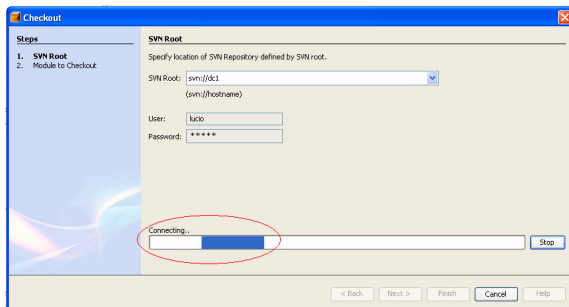 Checkout
Steps
1. SVN Root
2. Module to Checkout
SVN Root
Specify location of SVN Repository defined by SVN root.
SVN Root: svn://dc1
(svn://hostname)
User: lucio
Password: *****
Connecting..
Stop
< Back Next > Finish Cancel Help